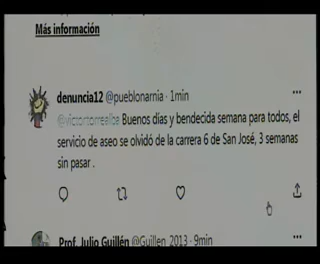 Más información
denuncia12 @pueblonarnia · 1min
@victortorrealba Buenos días y bendecida semana para todos, el
servicio de aseo se olvidó de la carrera 6 de San José, 3 semanas
sin pasar .
Prof. Julio Guillén @Guillen_2013 · 9min